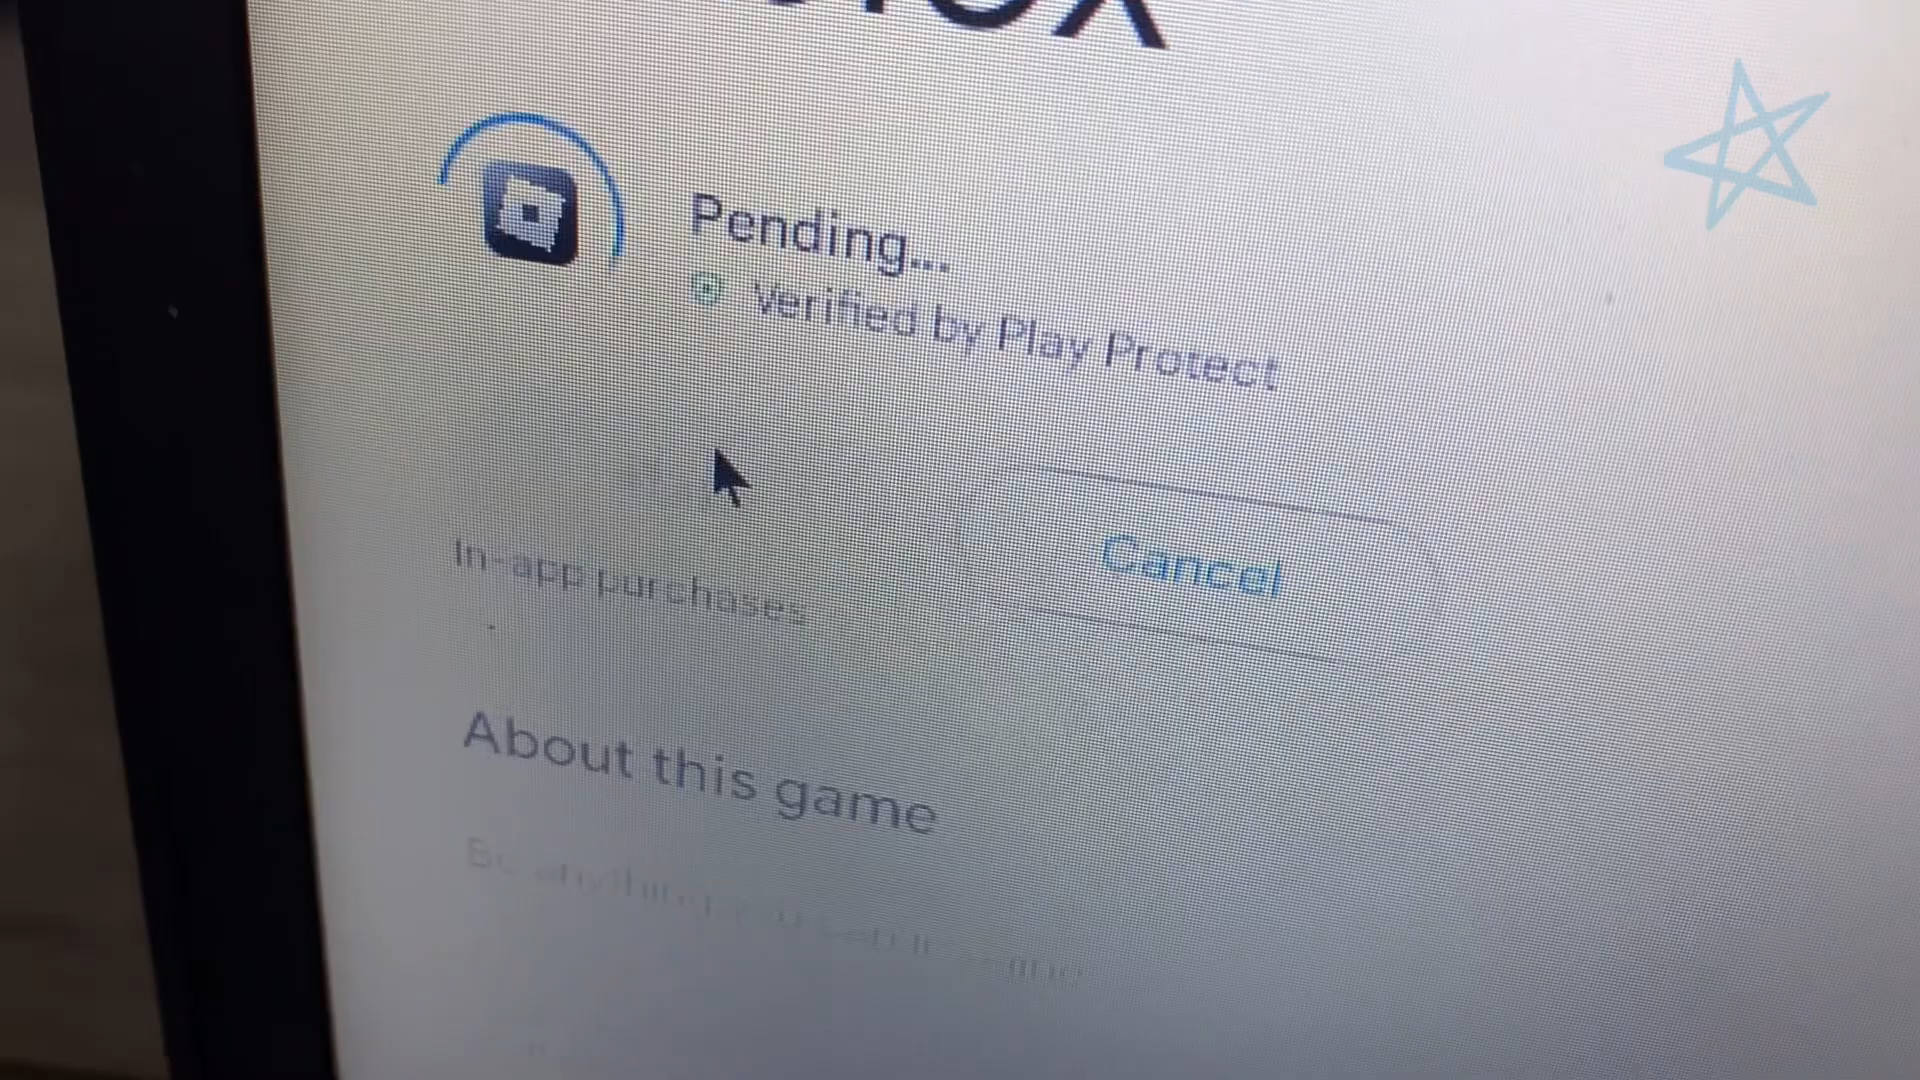 Pending...
Verified by Play Protect
Cancel
In-app purchases
About this game